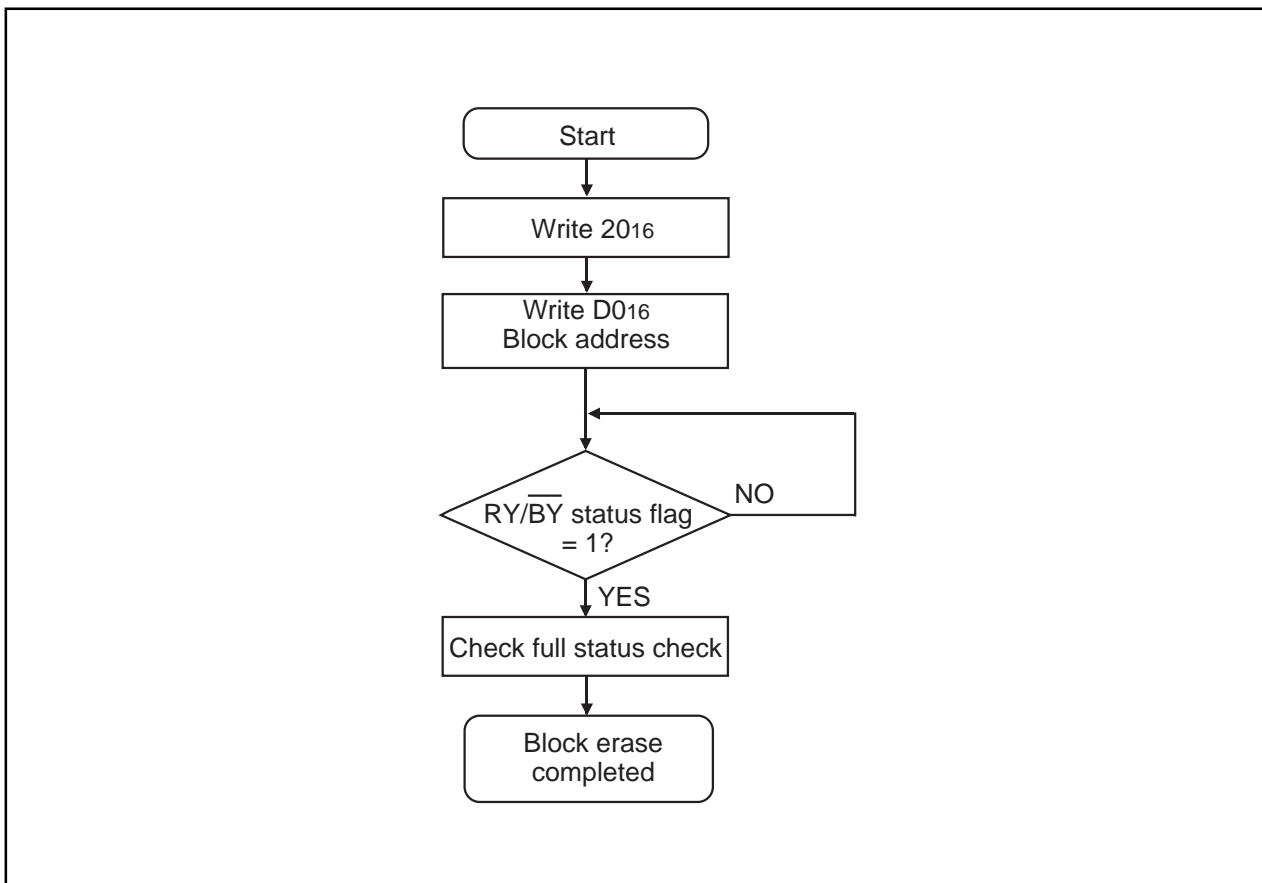 Start
Write 2016
Write D016
Block address
RY/B̅Y̅ status flag
= 1?
NO
YES
Check full status check
Block erase
completed